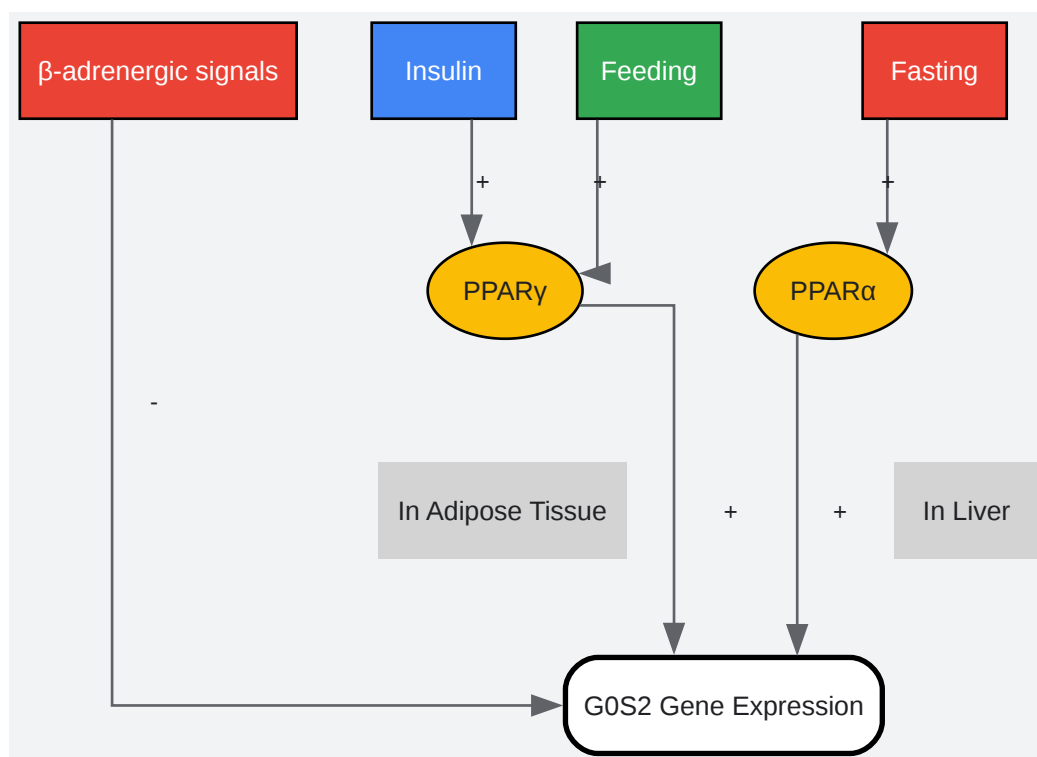 β-adrenergic signals
Insulin
Feeding
Fasting
+
+
+
PPARγ
PPARα
-
In Adipose Tissue
+
+
In Liver
G0S2 Gene Expression